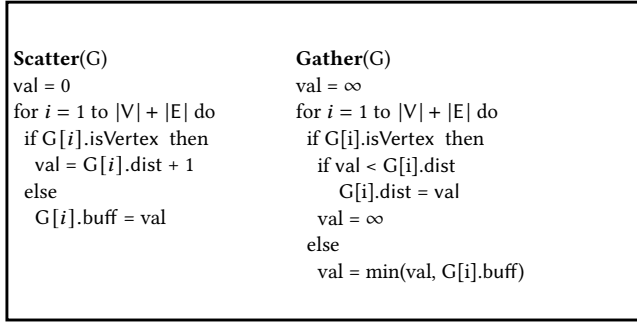 Scatter(G)
val = 0
for i = 1 to |V| + |E| do
if G[i].isVertex then
val = G[i].dist + 1
else
G[i].buff = val
Gather(G)
val = ∞
for i = 1 to |V| + |E| do
if G[i].isVertex then
if val < G[i].dist
G[i].dist = val
val = ∞
else
val = min(val, G[i].buff)